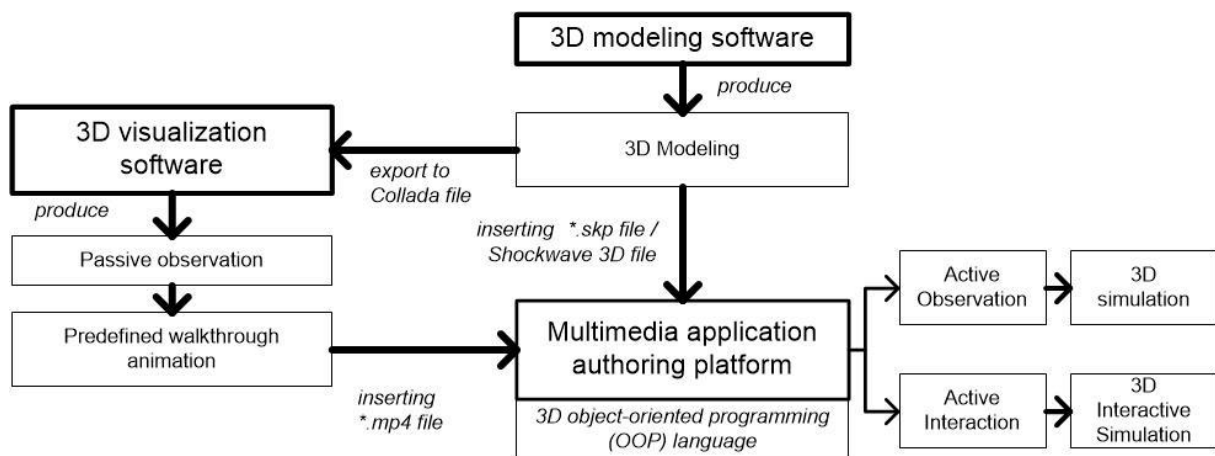 3D modeling software
produce
3D Modeling
3D visualization
software
export to
Collada file
produce
Passive observation
Predefined walkthrough
animation
inserting *.skp file /
Shockwave 3D file
inserting
*.mp4 file
Multimedia application
authoring platform
3D object-oriented programming
(OOP) language
Active
Observation
3D
simulation
Active
Interaction
3D
Interactive
Simulation